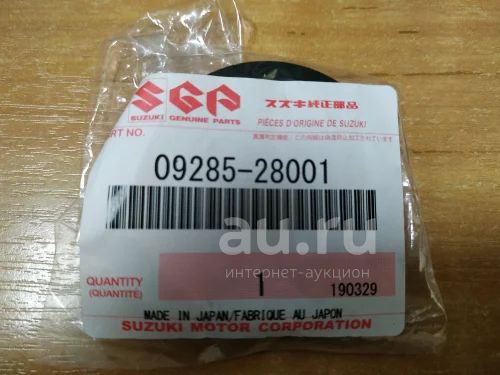 SGP
SUZUKI GENUINE PARTS
スズキ純正部品
PIÈCES D'ORIGINE DE SUZUKI
RT NO.
09285-28001
au.ru
интернет-аукцион
QUANTITY
(QUANTITÉ)
1
190329
MADE IN JAPAN/FABRIQUE AU JAPON
SUZUKI MOTOR CORPORATION